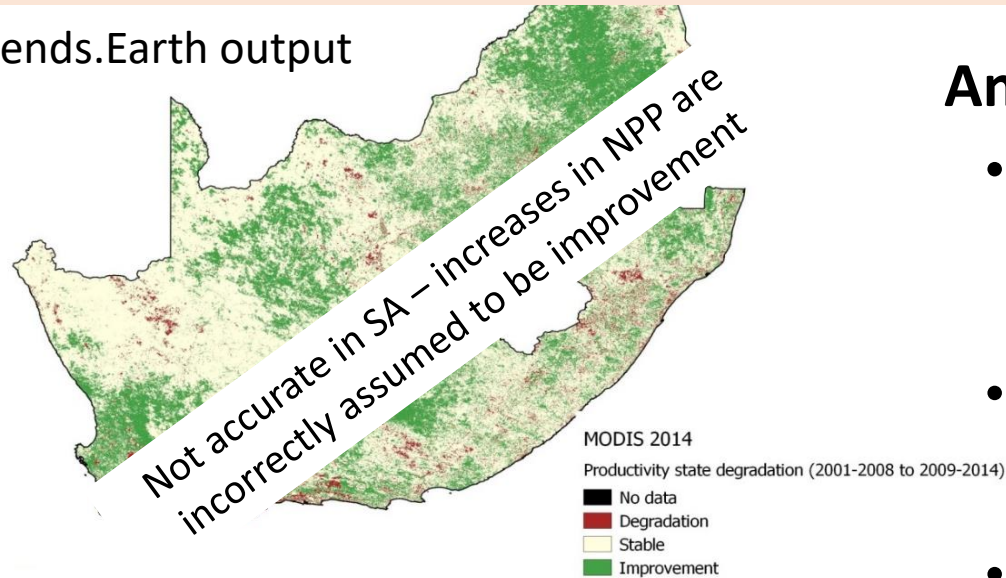 ends.Earth output
An
•
•
•
Not accurate in SA – increases in NPP are
incorrectly assumed to be improvement
MODIS 2014
Productivity state degradation (2001-2008 to 2009-2014)
No data
Degradation
Stable
Improvement